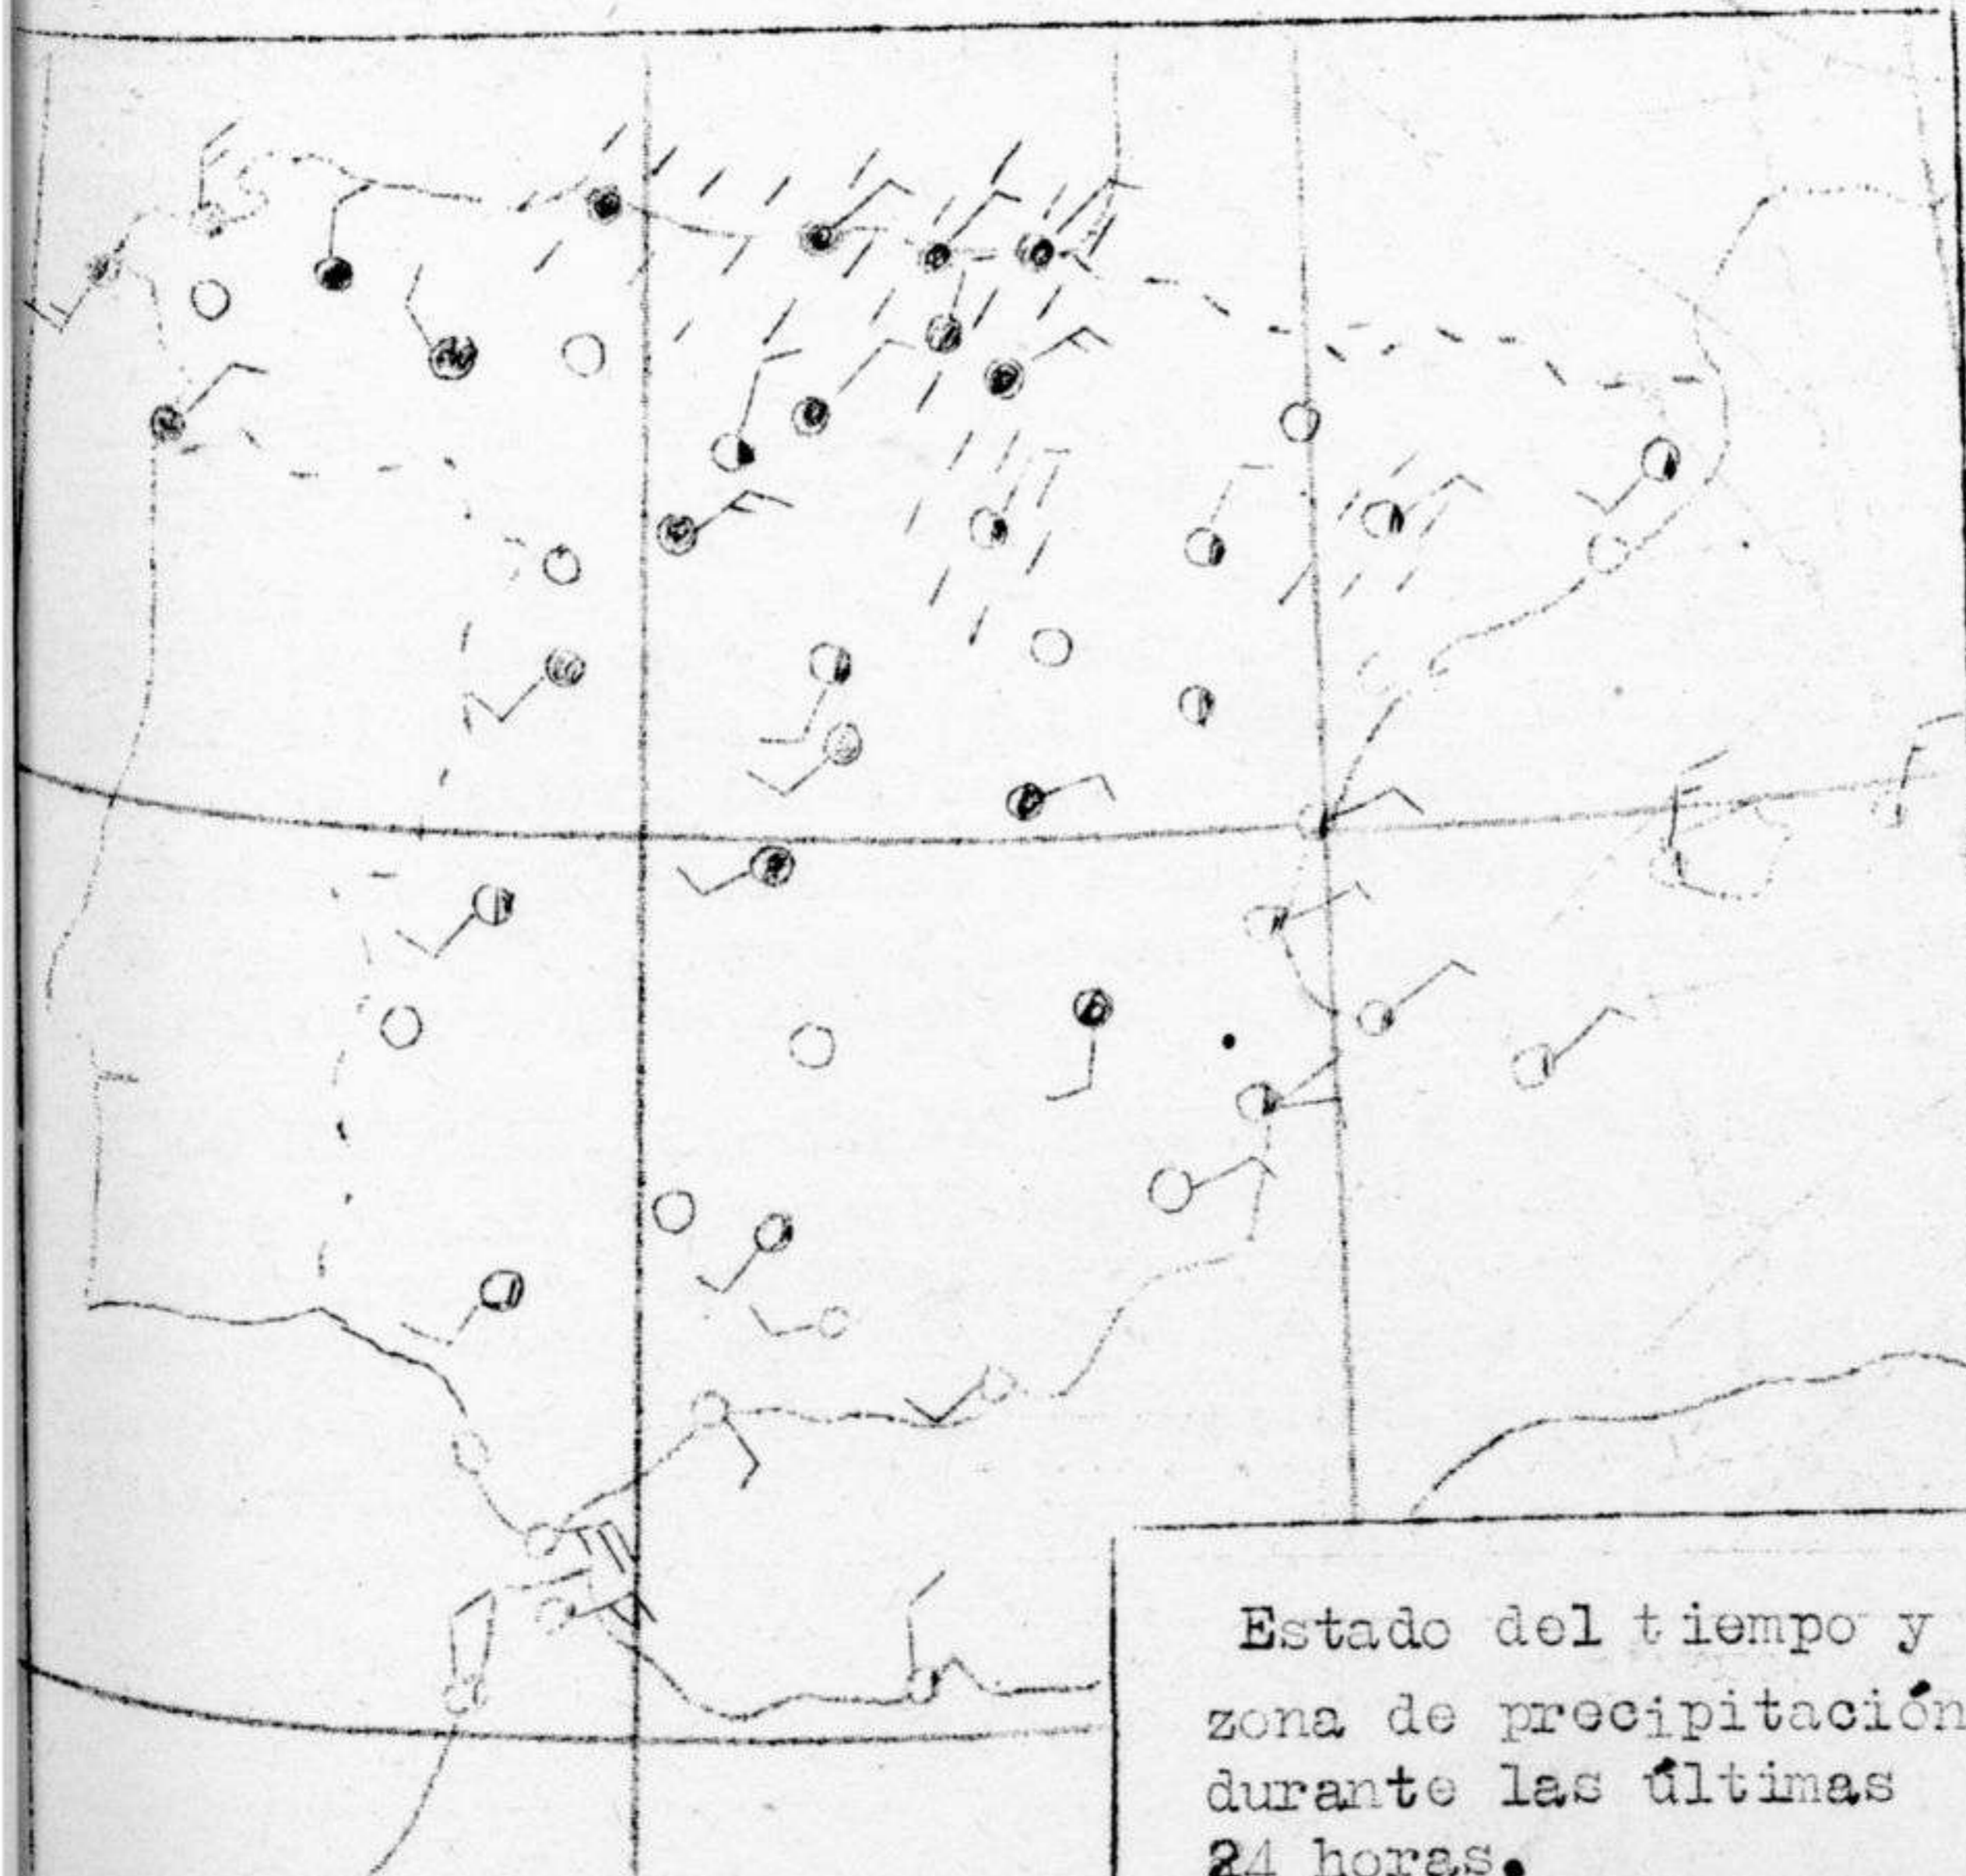 Estado del tiempo y
zona de precipitación
durante las últimas
24 horas.